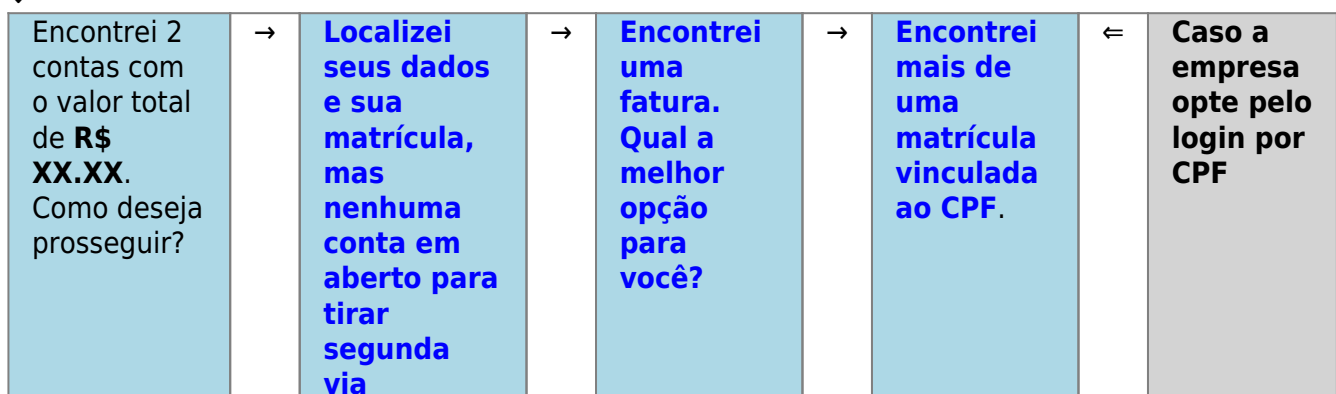 Encontrei 2
contas com
o valor total
de R$
XX.XX.
Como deseja
prosseguir?
→
Localizei
seus dados
e sua
matrícula,
mas
nenhuma
conta em
aberto para
tirar
segunda
via
→
Encontrei
uma
fatura.
Qual a
melhor
opção
para
você?
→
Encontrei
mais de
uma
matrícula
vinculada
ao CPF.
⇐
Caso a
empresa
opte pelo
login por
CPF